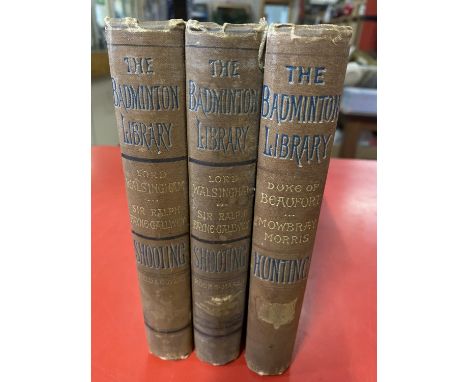 THE
BADMINTON
LIBRARY
LORD
WALSINGHAM
SIR RALPH
PAYNE GALLWEY
SHOOTING
THE
BADMINTON
LIBRARY
LORD
WALSINGHAM
SIR RALPH
PAYNE GALLWEY
SHOOTING
THE
BADMINTON
LIBRARY
DUKE OF
BEAUFORT
MOWBRAY
MORRIS
HUNTING